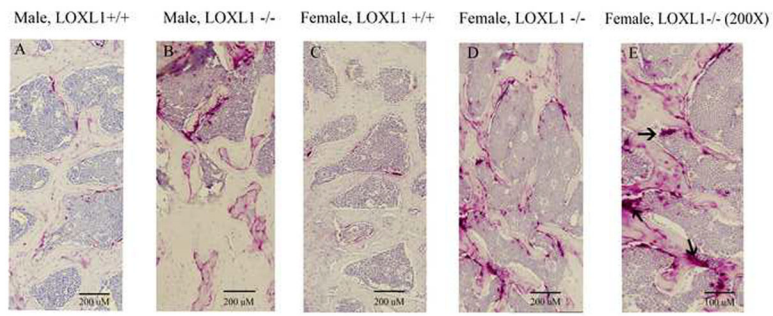 Male, LOXL1+/+ Male, LOXL1 -/- Female, LOXL1 +/+ Female, LOXL1 -/- Female, LOXL1-/- (200X)
A B C D E
200 uM 200 uM 200 uM 200 uM 100 uM